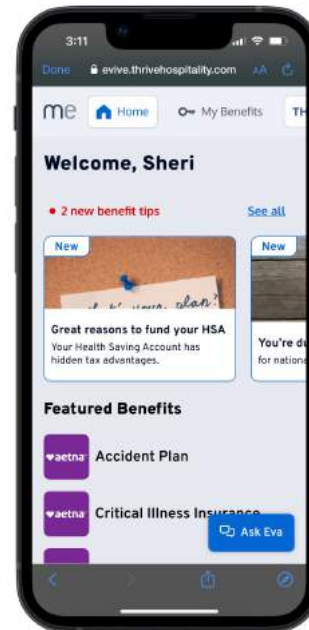 3:11
Done evive.thrivehospitality.com AA
me Home My Benefits TH
Welcome, Sheri
2 new benefit tips See all
New New
plan?
Great reasons to fund your HSA
Your Health Saving Account has
hidden tax advantages.
You're du
for nationa
Featured Benefits
aetna Accident Plan
aetna Critical Illness Insurance
Ask Eva